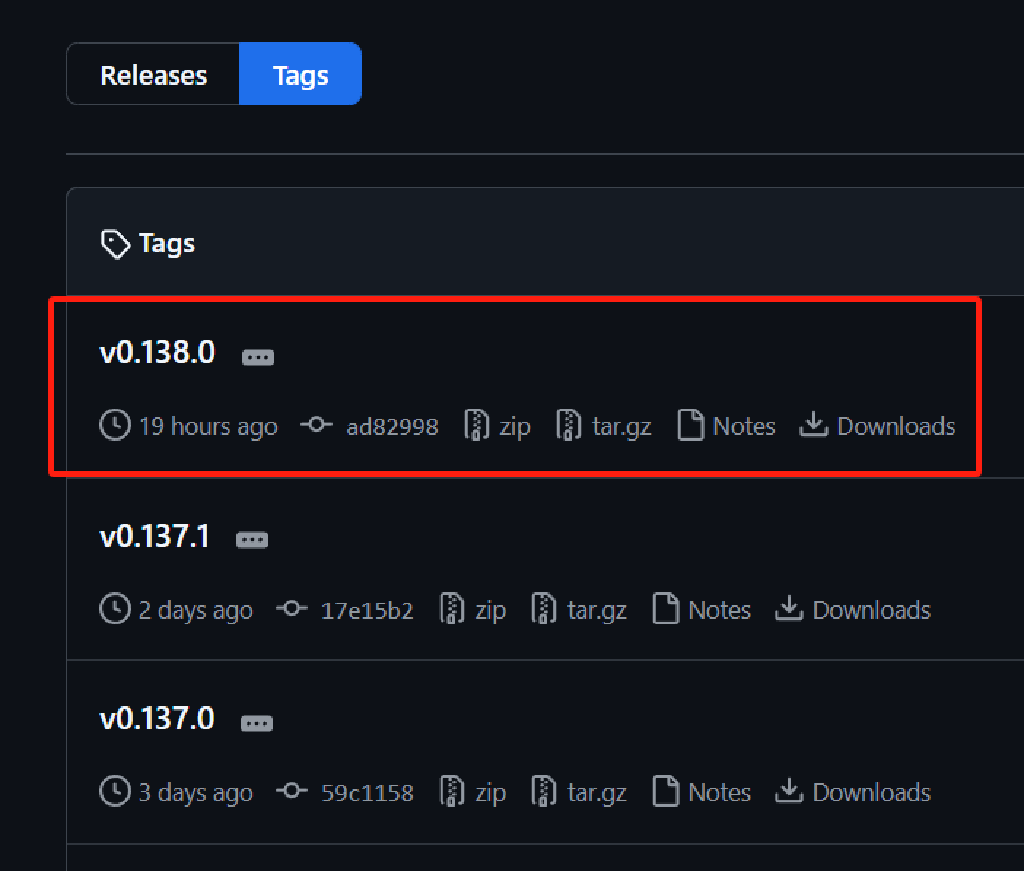 Releases Tags
Tags
v0.138.0
19 hours ago ad82998 zip tar.gz Notes Downloads
v0.137.1
2 days ago 17e15b2 zip tar.gz Notes Downloads
v0.137.0
3 days ago 59c1158 zip tar.gz Notes Downloads